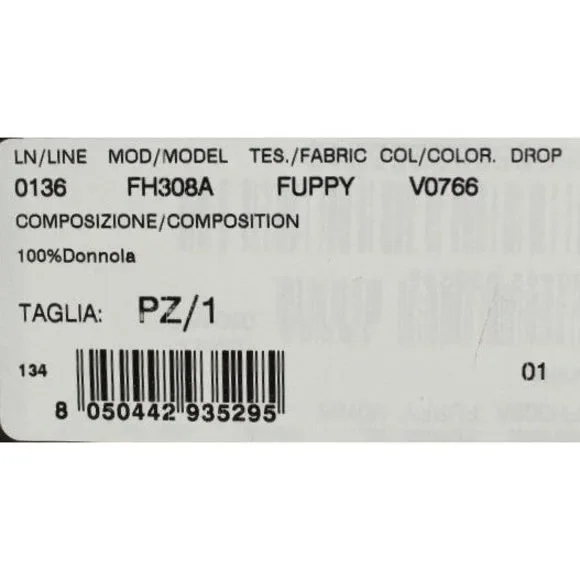 LN/LINE MOD/MODEL TES./FABRIC COL/COLOR. DROP
0136 FH308A FUPPY V0766
COMPOSIZIONE/COMPOSITION
100%Donnola
TAGLIA: PZ/1
134 01
8 050442 935295